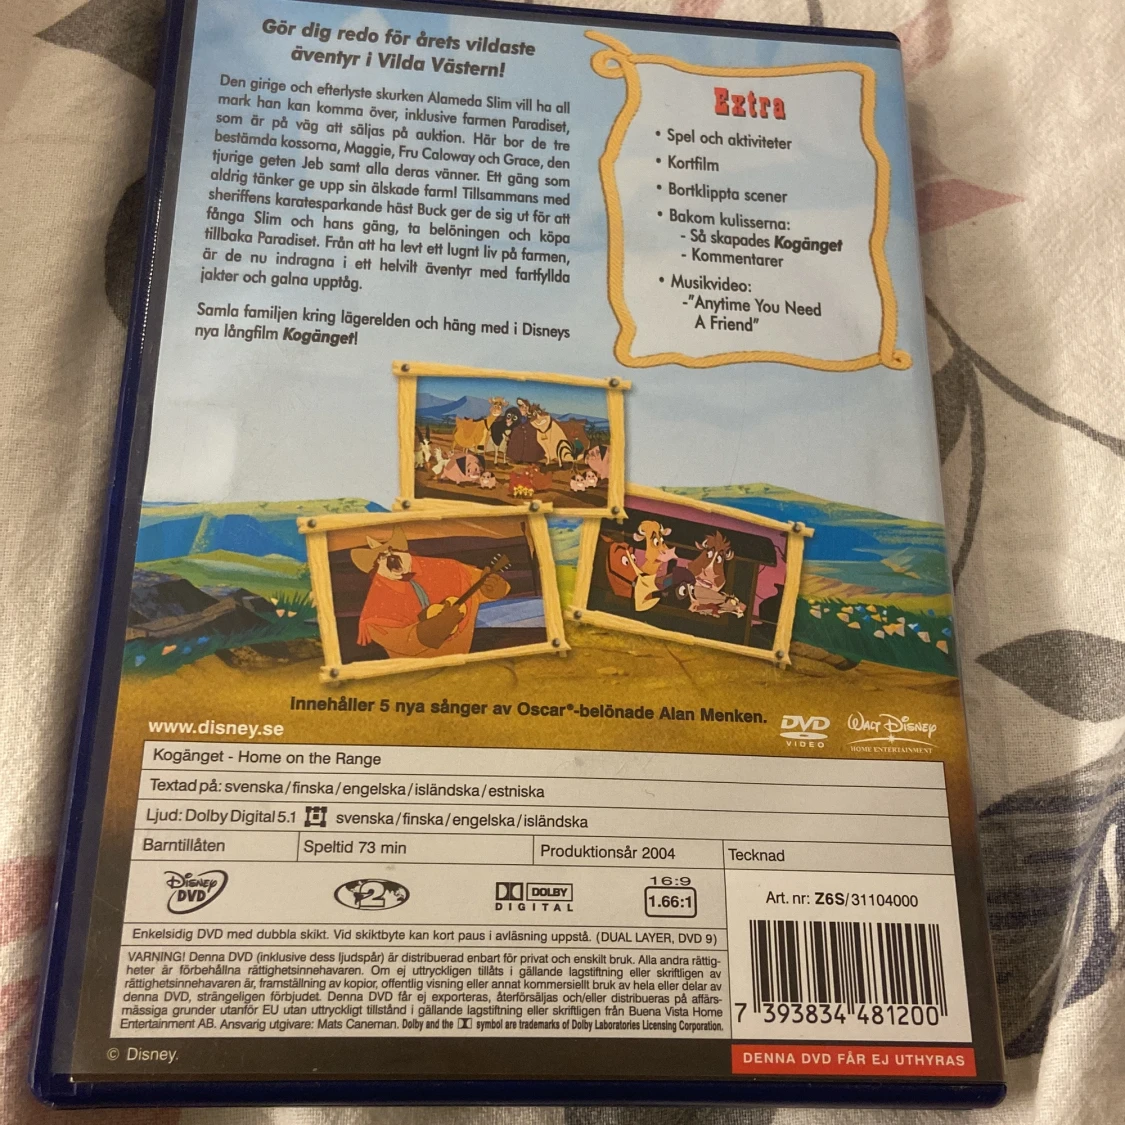 Gör dig redo för årets vildaste
äventyr i Vilda Västern!
Den girige och efterlyste skurken Alameda Slim vill ha all
mark han kan komma över, inklusive farmen Paradiset,
som är på väg att säljas på auktion. Här bor de tre
bestämda kossorna, Maggie, Fru Caloway och Grace, den
tjurige geten Jeb samt alla deras vänner. Ett gäng som
aldrig tänker ge upp sin älskade farm! Tillsammans med
sheriffens karatesparkande häst Buck ger de sig ut för att
fånga Slim och hans gäng, ta belöningen och köpa
tillbaka Paradiset. Från att ha levt ett lugnt liv på farmen,
är de nu indragna i ett helvilt äventyr med fartfyllda
jakter och galna upptåg.
Samla familjen kring lägerelden och häng med i Disneys
nya långfilm Kogänget!
Extra
• Spel och aktiviteter
• Kortfilm
• Bortklippta scener
• Bakom kulisserna:
- Så skapades Kogänget
- Kommentarer
• Musikvideo:
-"Anytime You Need
A Friend"
Innehåller 5 nya sånger av Oscar®-belönade Alan Menken.
www.disney.se
DVD
VIDEO
WALT DISNEY
HOME ENTERTAINMENT
Kogänget - Home on the Range
Textad på: svenska/finska/engelska/isländska/estniska
Ljud: Dolby Digital 5.1 svenska/finska/engelska/isländska
Barntillåten
Speltid 73 min
Produktionsår 2004
Tecknad
DISNEY
DVD
2
DOLBY
DIGITAL
16:9
1.66:1
Art. nr: Z6S/31104000
Enkelsidig DVD med dubbla skikt. Vid skiktbyte kan kort paus i avläsning uppstå. (DUAL LAYER, DVD 9)
VARNING! Denna DVD (inklusive dess ljudspår) är distribuerad enbart för privat och enskilt bruk. Alla andra rättig-
heter är förbehållna rättighetsinnehavaren. Om ej uttryckligen tillåts i gällande lagstiftning eller skriftligen av
rättighetsinnehavaren är, framställning av kopior, offentlig visning eller annat kommersiellt bruk av hela eller delar av
denna DVD, strängeligen förbjudet. Denna DVD får ej exporteras, återförsäljas och/eller distribueras på affärs-
mässiga grunder utanför EU utan uttryckligt tillstånd i gällande lagstiftning eller skriftligen från Buena Vista Home
Entertainment AB. Ansvarig utgivare: Mats Caneman. Dolby and the symbol are trademarks of Dolby Laboratories Licensing Corporation.
7 393834 481200
© Disney.
DENNA DVD FÅR EJ UTHYRAS